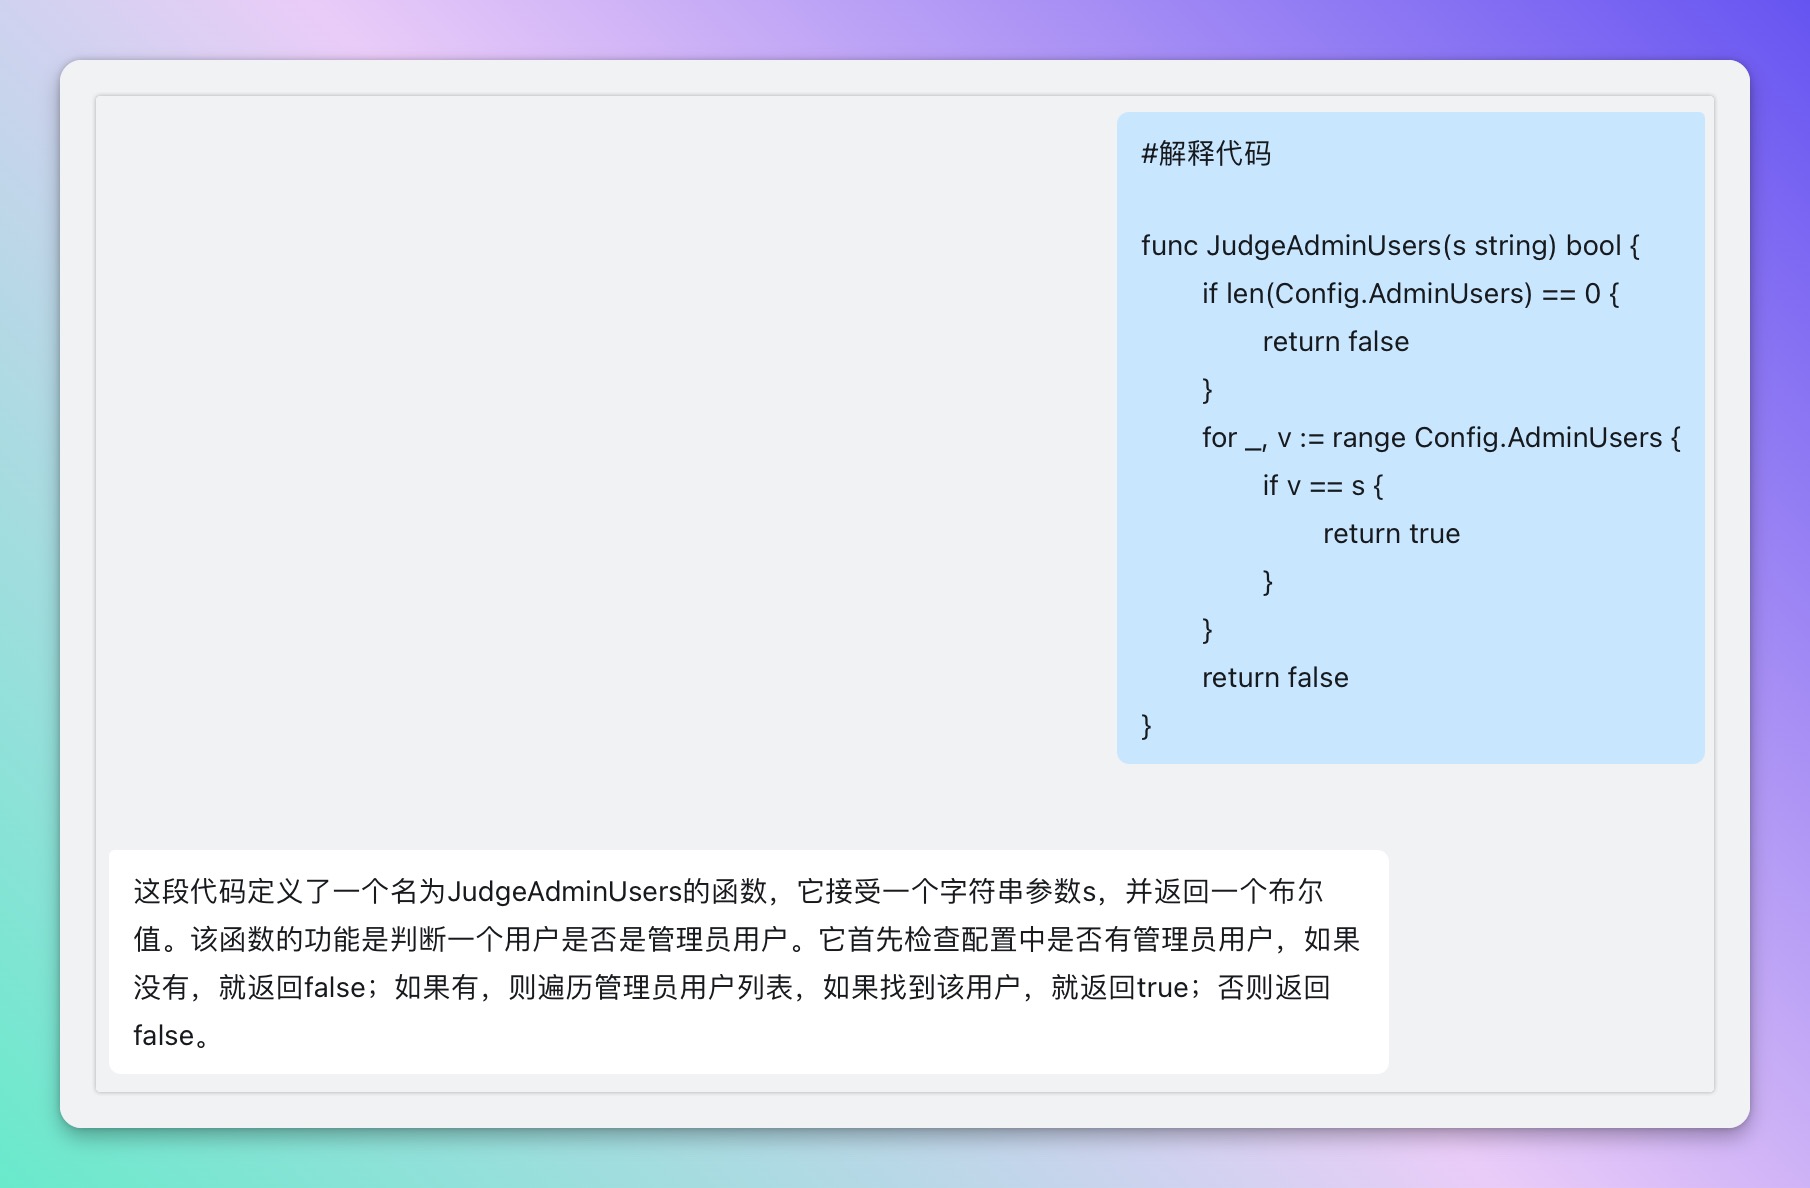 #解释代码
func JudgeAdminUsers(s string) bool {
if len(Config.AdminUsers) == 0 {
return false
}
for _, v := range Config.AdminUsers {
if v == s {
return true
}
}
return false
}
这段代码定义了一个名为JudgeAdminUsers的函数，它接受一个字符串参数s，并返回一个布尔
值。该函数的功能是判断一个用户是否是管理员用户。它首先检查配置中是否有管理员用户，如果
没有，就返回false；如果有，则遍历管理员用户列表，如果找到该用户，就返回true；否则返回
false。